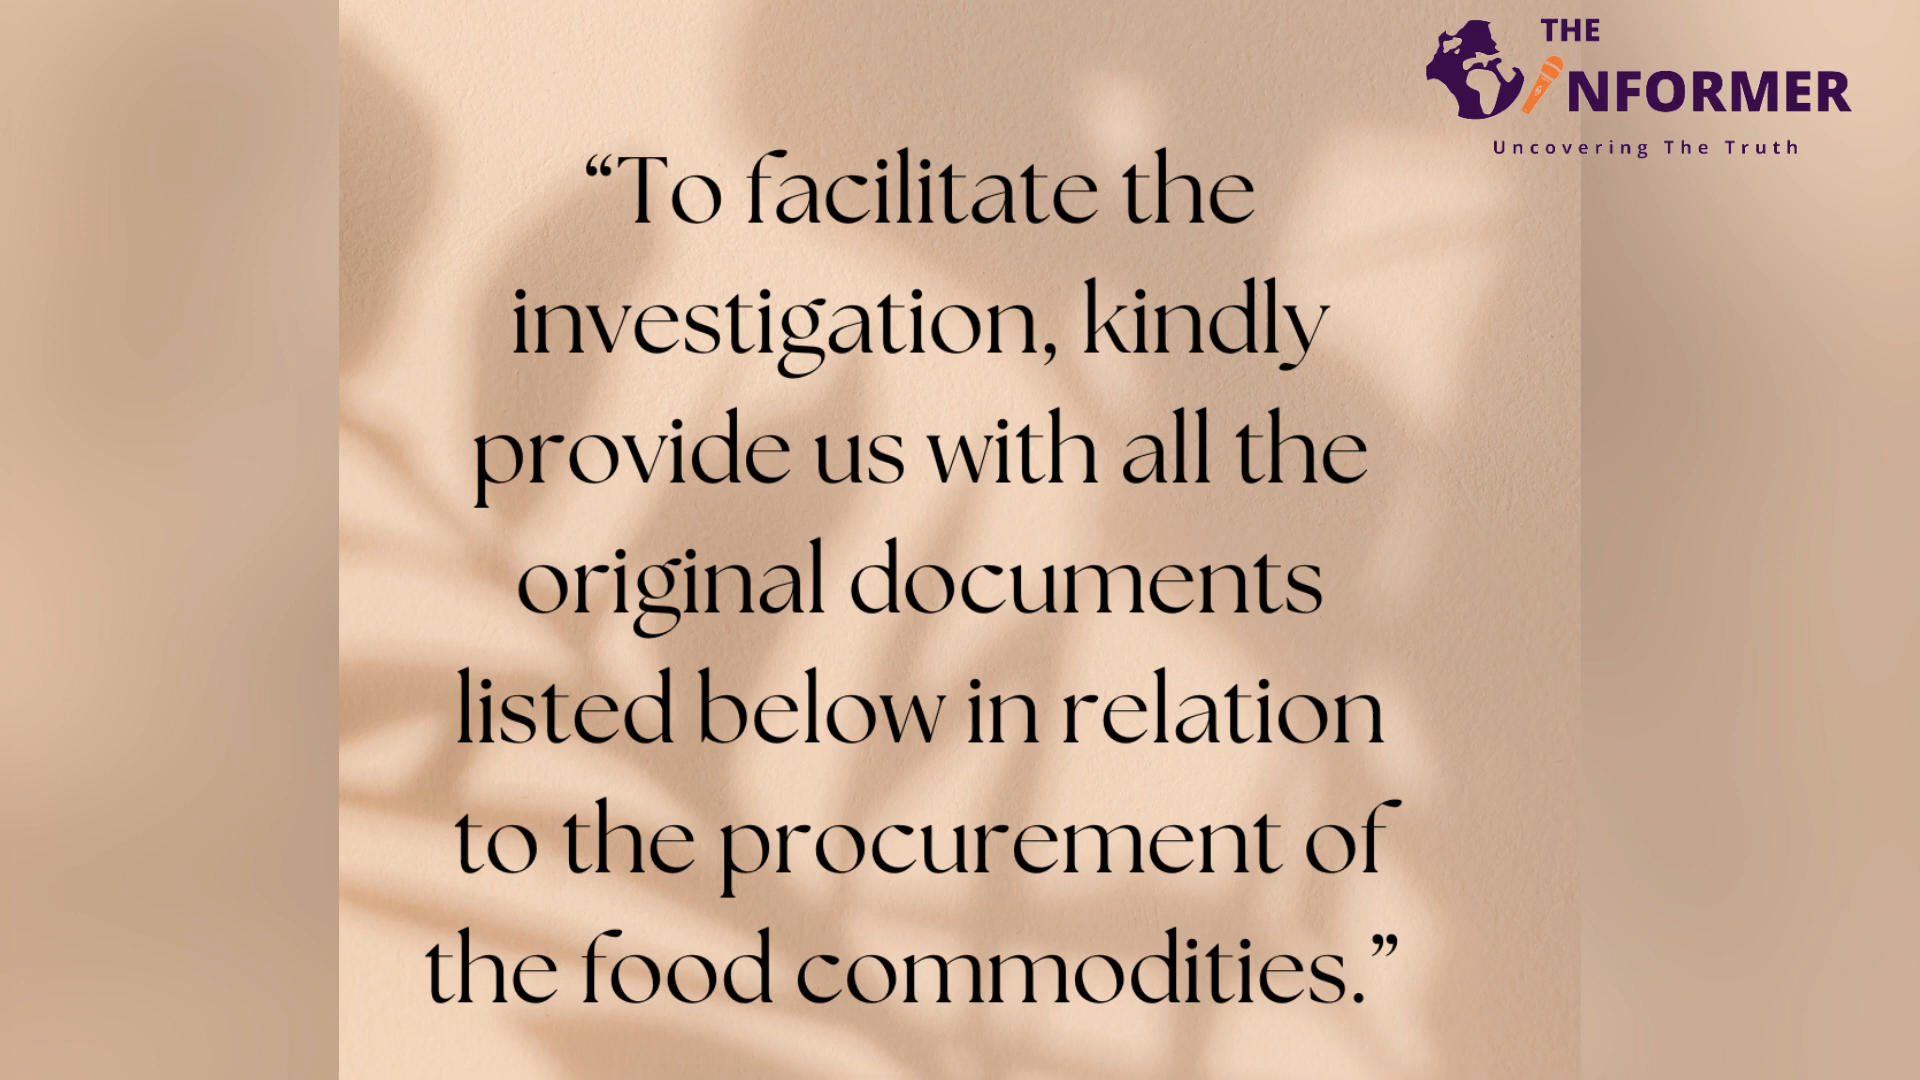 THE
INFORMER
Uncovering The Truth
“To facilitate the
investigation, kindly
provide us with all the
original documents
listed below in relation
to the procurement of
the food commodities.”